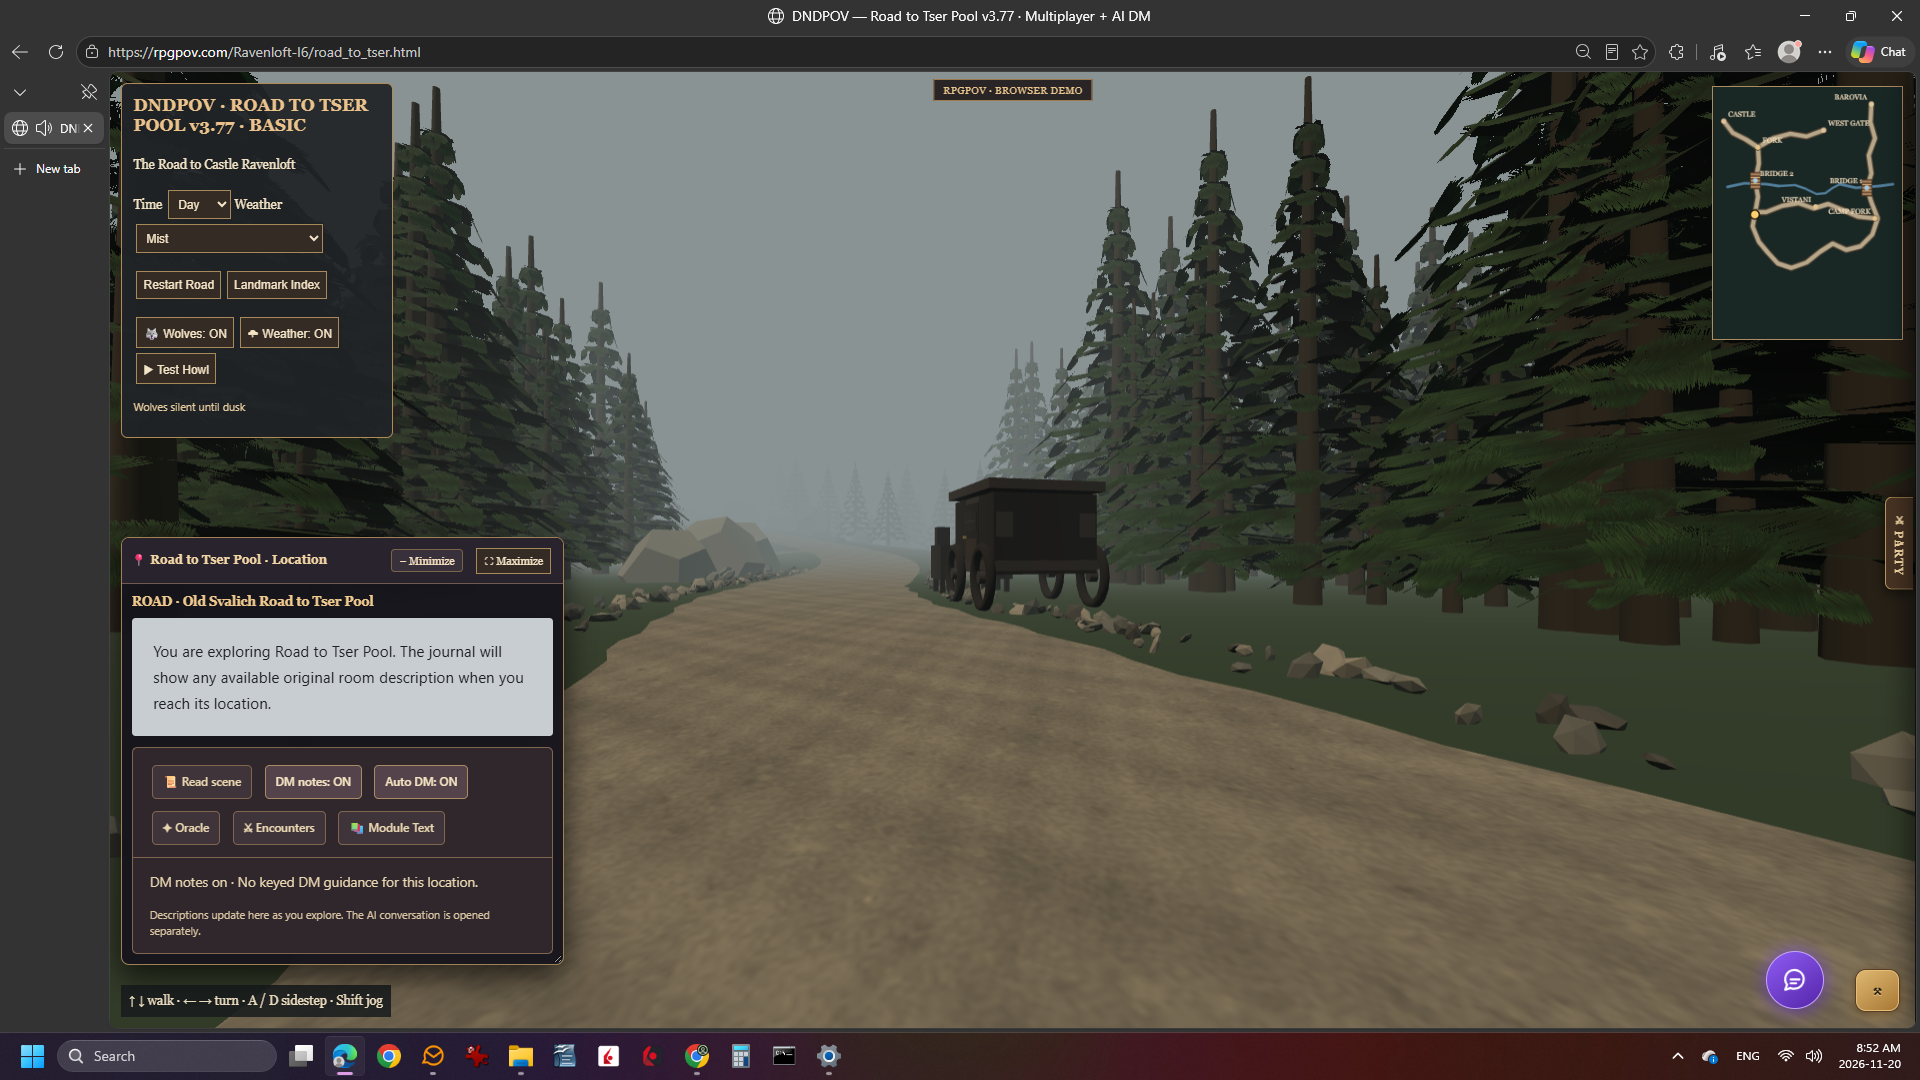 DNDPOV — Road to Tser Pool v3.77 · Multiplayer + AI DM
https://rpgpov.com/Ravenloft-I6/road_to_tser.html
Chat
DN
New tab
DNDPOV · ROAD TO TSER
POOL v3.77 · BASIC
The Road to Castle Ravenloft
Time Day Weather
Mist
Restart Road Landmark Index
Wolves: ON Weather: ON
▶ Test Howl
Wolves silent until dusk
RPGPOV · BROWSER DEMO
BAROVIA
CASTLE
WEST GATE
FORK
BRIDGE 2
BRIDGE 1
VISTANI
CAMP FORK
PARTY
Road to Tser Pool · Location
– Minimize
Maximize
ROAD · Old Svalich Road to Tser Pool
You are exploring Road to Tser Pool. The journal will
show any available original room description when you
reach its location.
Read scene DM notes: ON Auto DM: ON
✦ Oracle ⚔ Encounters Module Text
DM notes on · No keyed DM guidance for this location.
Descriptions update here as you explore. The AI conversation is opened
separately.
↑↓ walk · ←→ turn · A / D sidestep · Shift jog
Search
ENG
8:52 AM
2026-11-20